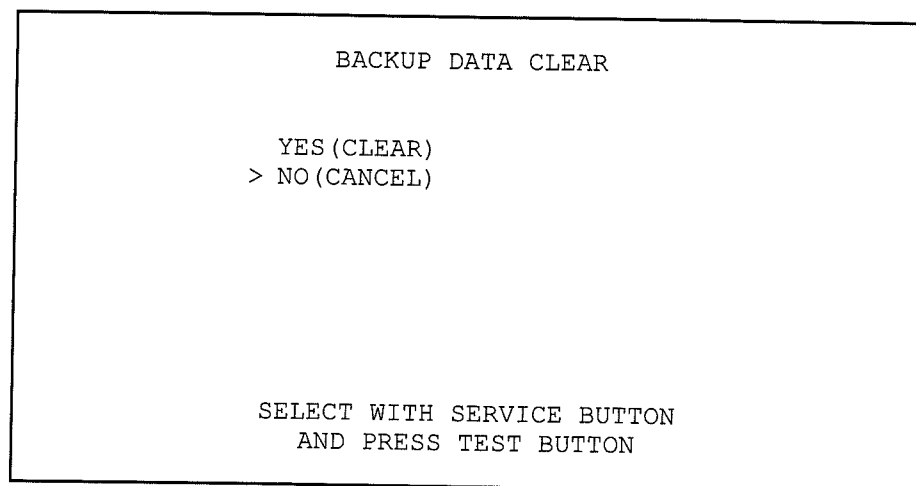 BACKUP DATA CLEAR
YES(CLEAR)
> NO(CANCEL)
SELECT WITH SERVICE BUTTON
AND PRESS TEST BUTTON